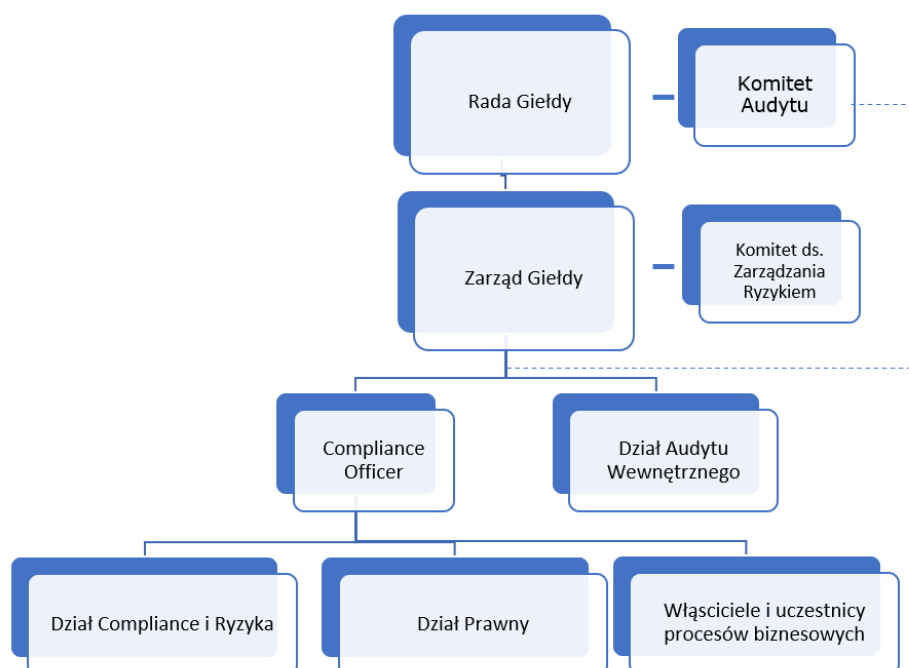 Rada Giełdy
Komitet
Audytu
Zarząd Giełdy
Komitet ds.
Zarządzania
Ryzykiem
Compliance
Officer
Dział Audytu
Wewnętrznego
Dział Compliance i Ryzyka
Dział Prawny
Włąsciciele i uczestnicy
procesów biznesowych